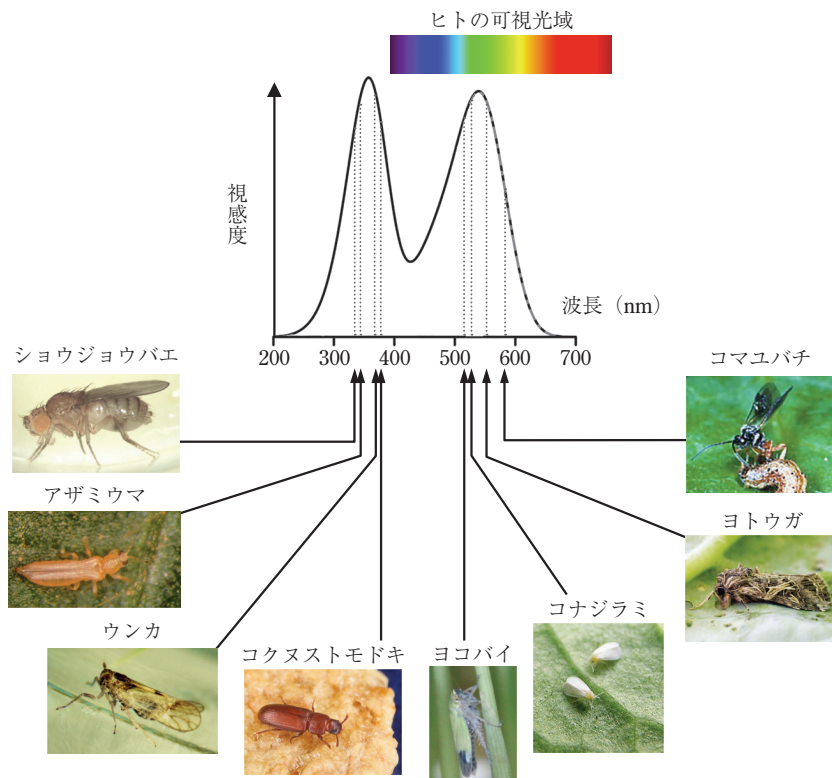 ヒトの可視光域
視感度
波長（nm）
200 300 400 500 600 700
ショウジョウバエ
コマユバチ
アザミウマ
ヨトウガ
コナジラミ
ウンカ
コクヌストモドキ
ヨコバイ